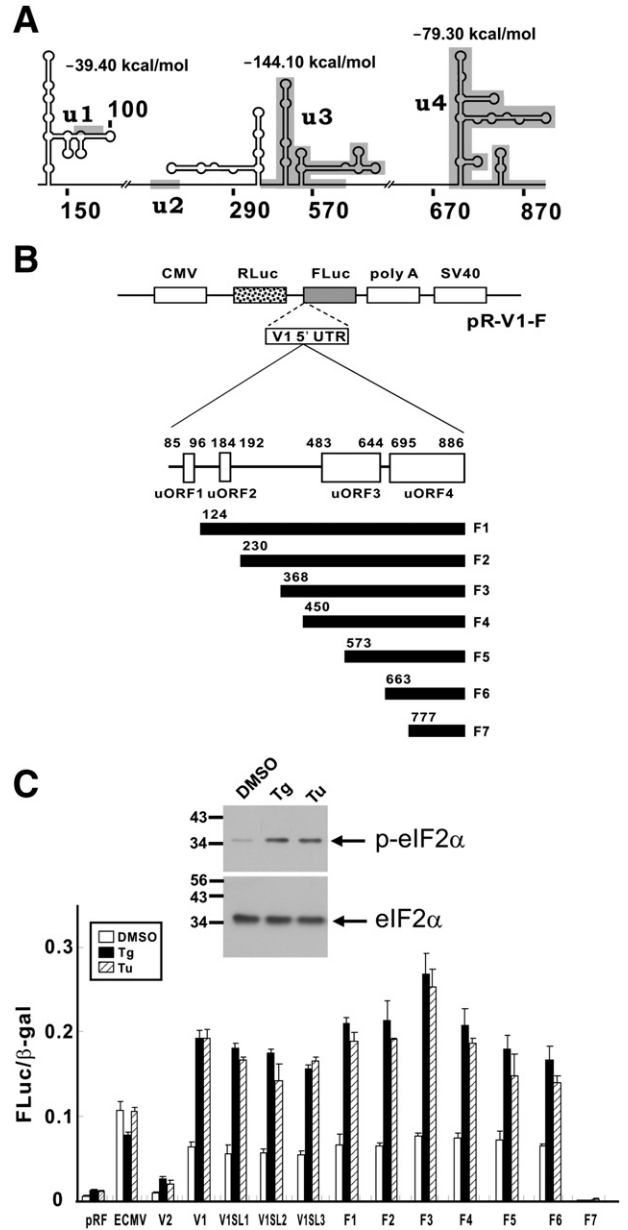 A
−39.40 kcal/mol
−144.10 kcal/mol
−79.30 kcal/mol
u1
100
u3
u4
u2
150
290
570
670
870
B
CMV
RLuc
FLuc
poly A
SV40
pR-V1-F
V1 5' UTR
85 96 184 192 483 644 695 886
uORF1 uORF2 uORF3 uORF4
124
F1
230
F2
368
F3
450
F4
573
F5
663
F6
777
F7
C
DMSO
Tg
Tu
43
34
p-eIF2α
56
43
34
eIF2α
DMSO
Tg
Tu
0.3
0.2
0.1
0
FLuc/β-gal
pRF ECMV V2 V1 V1SL1 V1SL2 V1SL3 F1 F2 F3 F4 F5 F6 F7